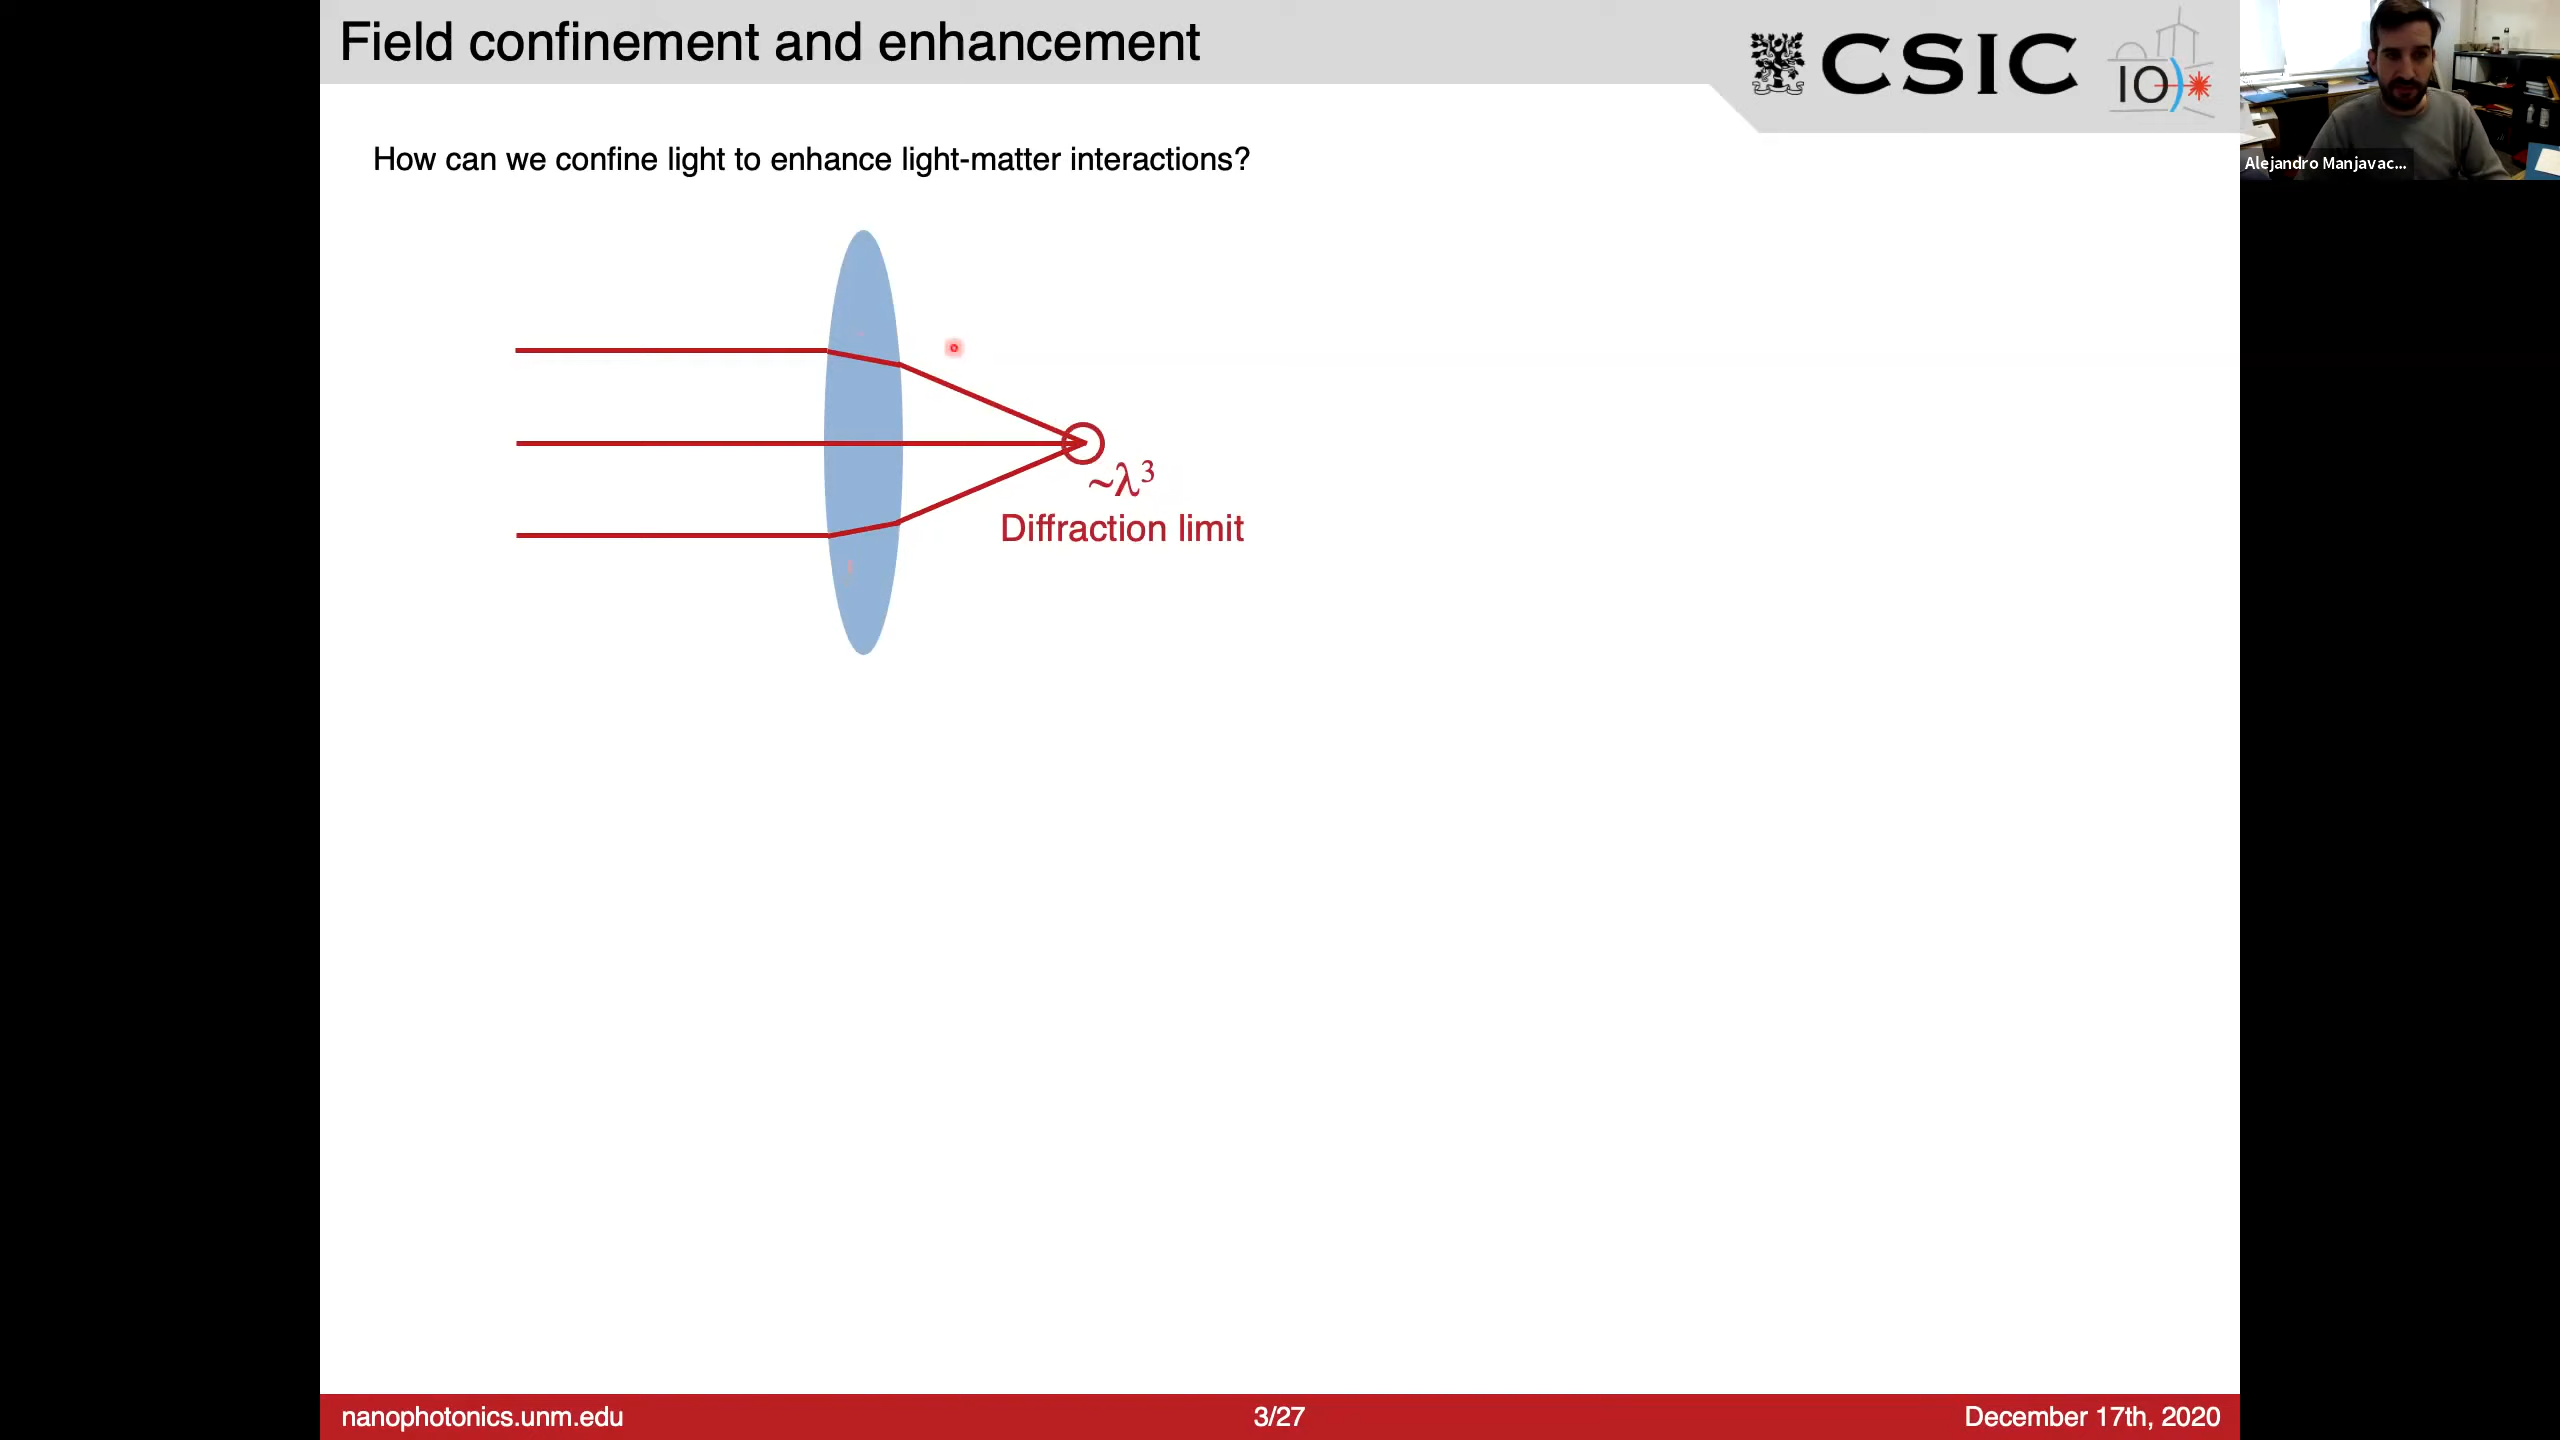 Field confinement and enhancement
CSIC
IO
Alejandro Manjavac...
How can we confine light to enhance light-matter interactions?
~λ³
Diffraction limit
nanophotonics.unm.edu
3/27
December 17th, 2020